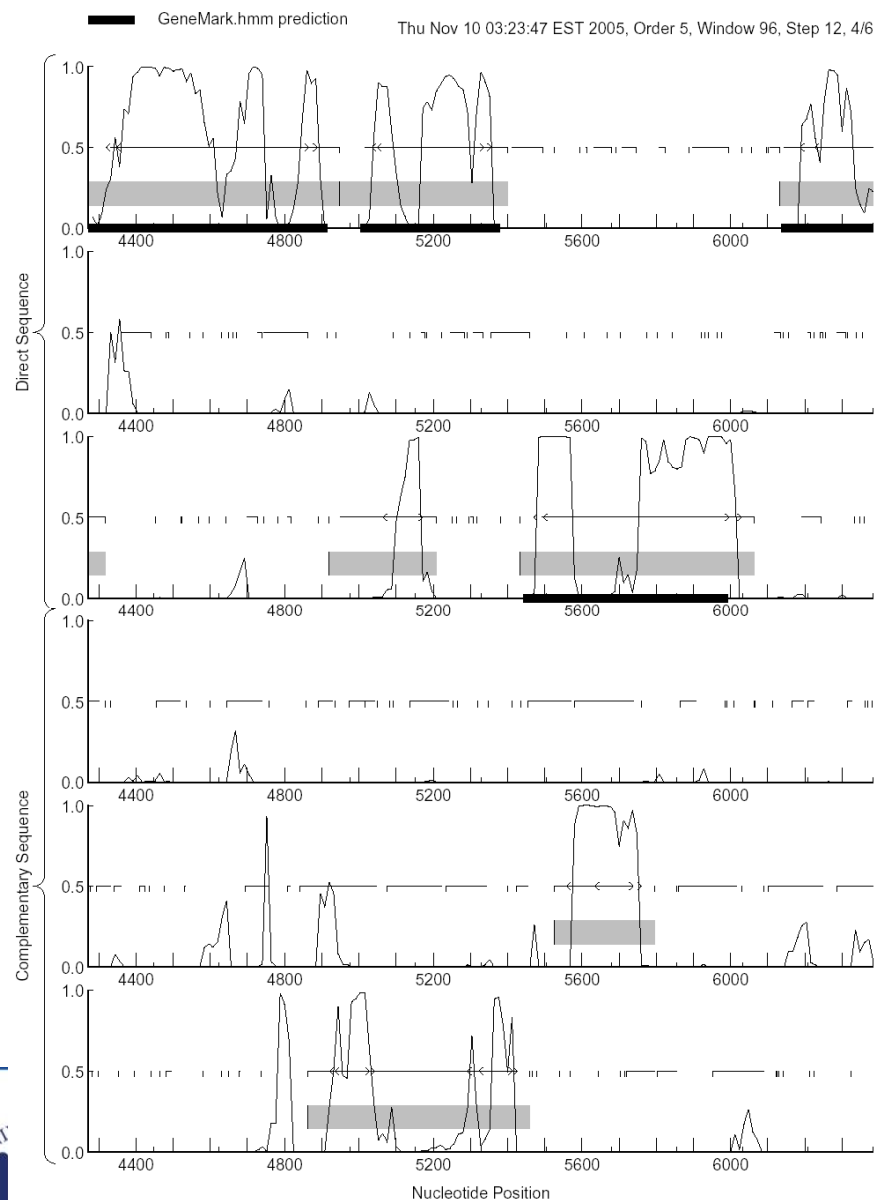 GeneMark.hmm prediction
Thu Nov 10 03:23:47 EST 2005, Order 5, Window 96, Step 12, 4/6
Direct Sequence
1.0
0.5
0.0
4400 4800 5200 5600 6000
1.0
0.5
0.0
4400 4800 5200 5600 6000
1.0
0.5
0.0
4400 4800 5200 5600 6000
Complementary Sequence
1.0
0.5
0.0
4400 4800 5200 5600 6000
1.0
0.5
0.0
4400 4800 5200 5600 6000
1.0
0.5
0.0
4400 4800 5200 5600 6000
Nucleotide Position